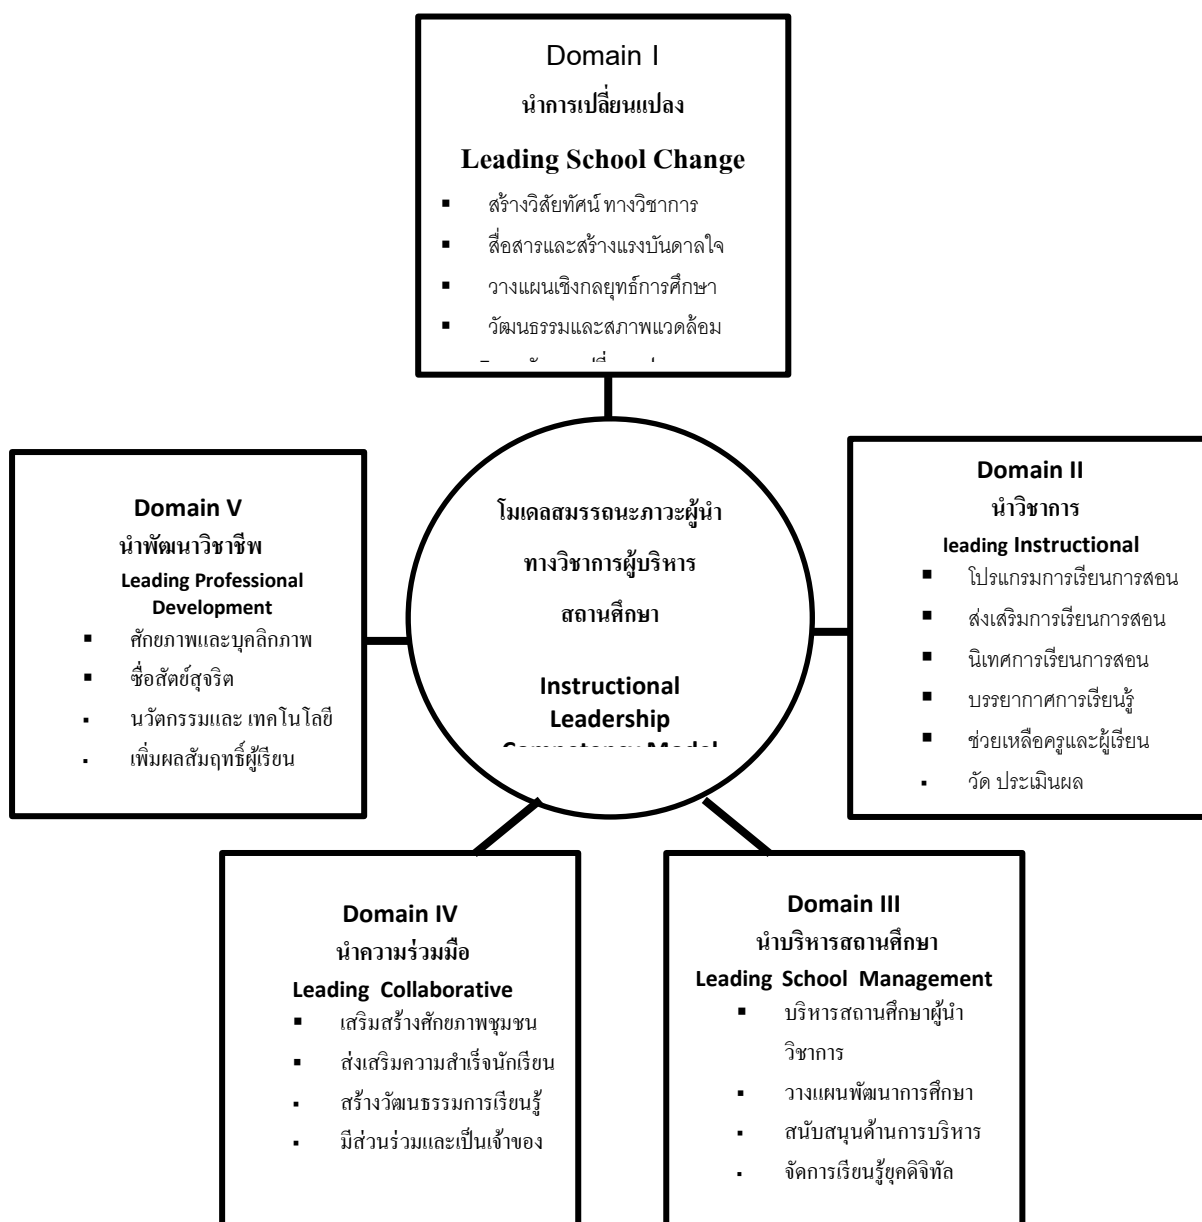 Domain I
นำการเปลี่ยนแปลง
Leading School Change
▪ สร้างวิสัยทัศน์ ทางวิชาการ
▪ สื่อสารและสร้างแรงบันดาลใจ
▪ วางแผนเชิงกลยุทธ์การศึกษา
▪ วัฒนธรรมและสภาพแวดล้อม
โมเดลสมรรถนะภาวะผู้นำ
ทางวิชาการผู้บริหาร
สถานศึกษา
Instructional
Leadership
Competency Model
Domain II
นำวิชาการ
leading Instructional
▪ โปรแกรมการเรียนการสอน
▪ ส่งเสริมการเรียนการสอน
▪ นิเทศการเรียนการสอน
▪ บรรยากาศการเรียนรู้
▪ ช่วยเหลือครูและผู้เรียน
▪ วัด ประเมินผล
Domain III
นำบริหารสถานศึกษา
Leading School Management
▪ บริหารสถานศึกษาผู้นำ
วิชาการ
▪ วางแผนพัฒนาการศึกษา
▪ สนับสนุนด้านการบริหาร
▪ จัดการเรียนรู้ยุคดิจิทัล
Domain IV
นำความร่วมมือ
Leading Collaborative
▪ เสริมสร้างศักยภาพชุมชน
▪ ส่งเสริมความสำเร็จนักเรียน
▪ สร้างวัฒนธรรมการเรียนรู้
▪ มีส่วนร่วมและเป็นเจ้าของ
Domain V
นำพัฒนาวิชาชีพ
Leading Professional
Development
▪ ศักยภาพและบุคลิกภาพ
▪ ซื่อสัตย์สุจริต
▪ นวัตกรรมและ เทคโนโลยี
▪ เพิ่มผลสัมฤทธิ์ผู้เรียน